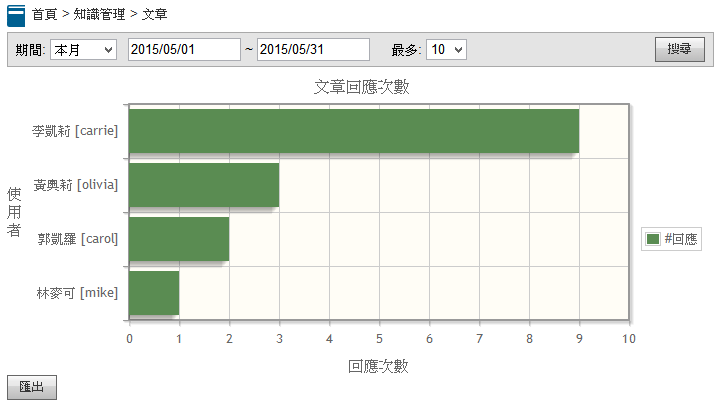 首頁 > 知識管理 > 文章
期間: 本月 2015/05/01 ~ 2015/05/31 最多: 10 搜尋
文章回應次數
使用者
李凱莉 [carrie]
黃奧莉 [olivia]
郭凱羅 [carol]
林麥可 [mike]
#回應
0 1 2 3 4 5 6 7 8 9 10
回應次數
匯出